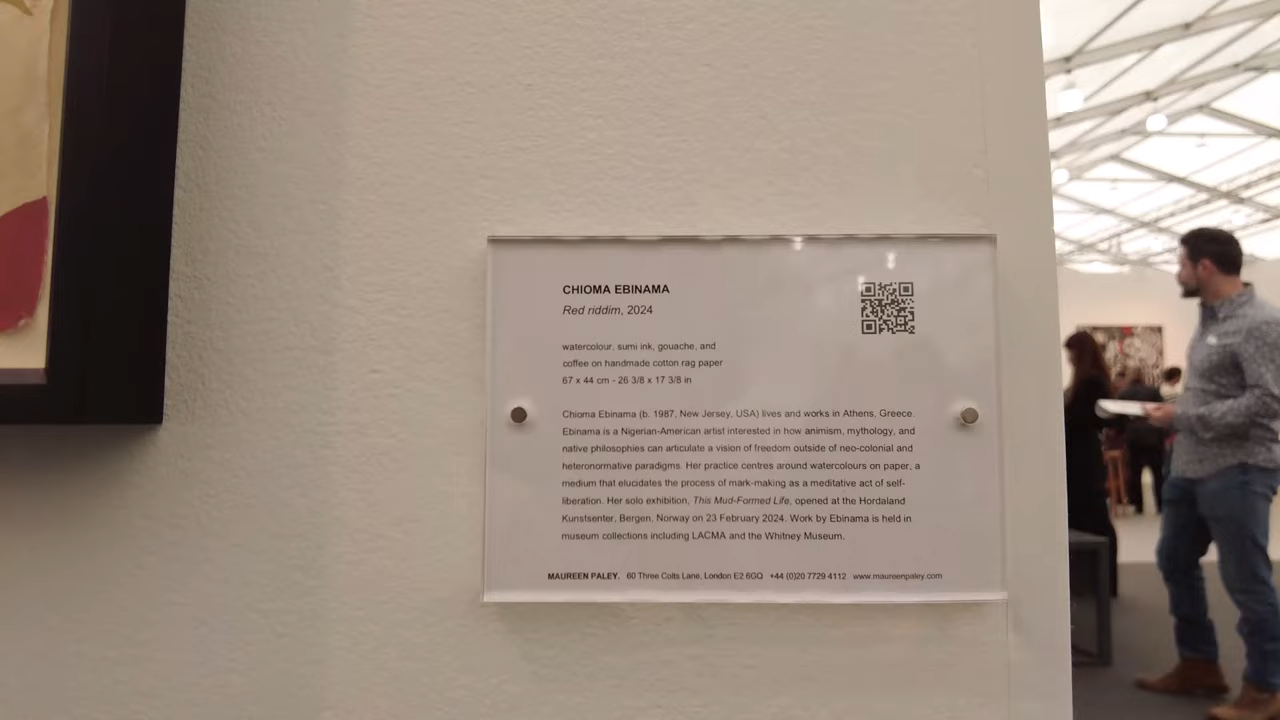 CHIOMA EBINAMA
Red riddim, 2024
watercolour, sumi ink, gouache, and
coffee on handmade cotton rag paper
67 x 44 cm - 26 3/8 x 17 3/8 in
Chioma Ebinama (b. 1987, New Jersey, USA) lives and works in Athens, Greece.
Ebinama is a Nigerian-American artist interested in how animism, mythology, and
native philosophies can articulate a vision of freedom outside of neo-colonial and
heteronormative paradigms. Her practice centres around watercolours on paper, a
medium that elucidates the process of mark-making as a meditative act of self-
liberation. Her solo exhibition, This Mud-Formed Life, opened at the Hordaland
Kunstsenter, Bergen, Norway on 23 February 2024. Work by Ebinama is held in
museum collections including LACMA and the Whitney Museum.
MAUREEN PALEY. 60 Three Colts Lane, London E2 6GQ +44 (0)20 7729 4112 www.maureenpaley.com